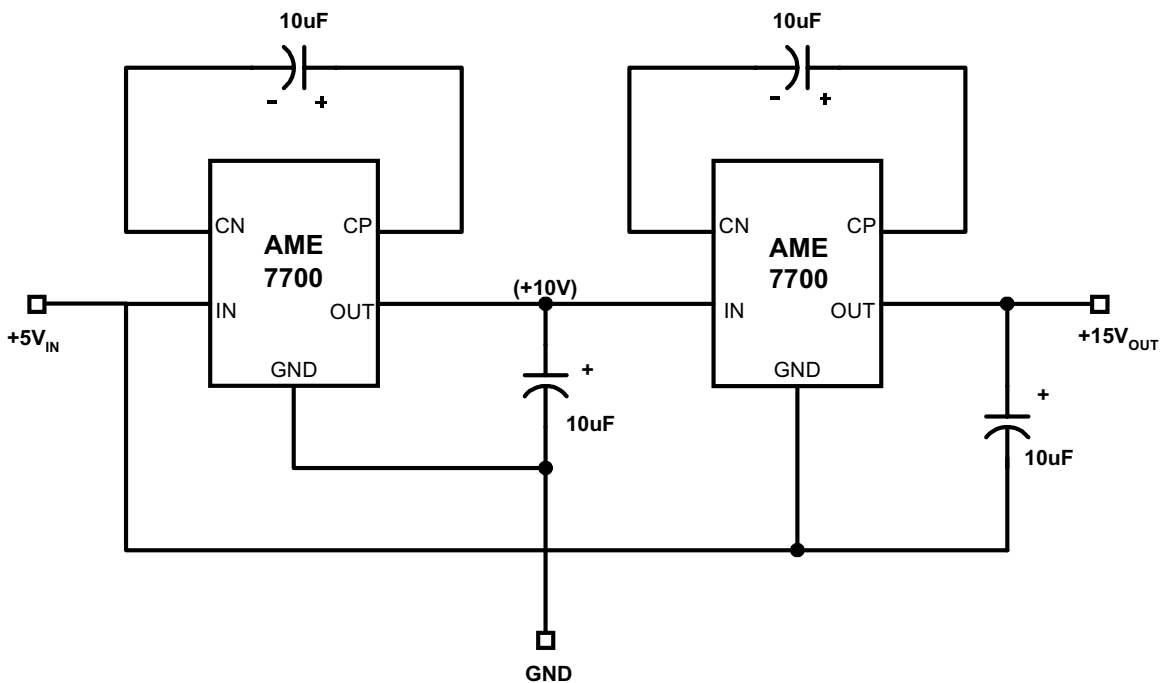 10uF
10uF
-
+
-
+
CN
CP
AME
7700
CN
CP
AME
7700
(+10V)
IN
OUT
IN
OUT
+5VIN
+15VOUT
GND
GND
+
10uF
+
10uF
GND